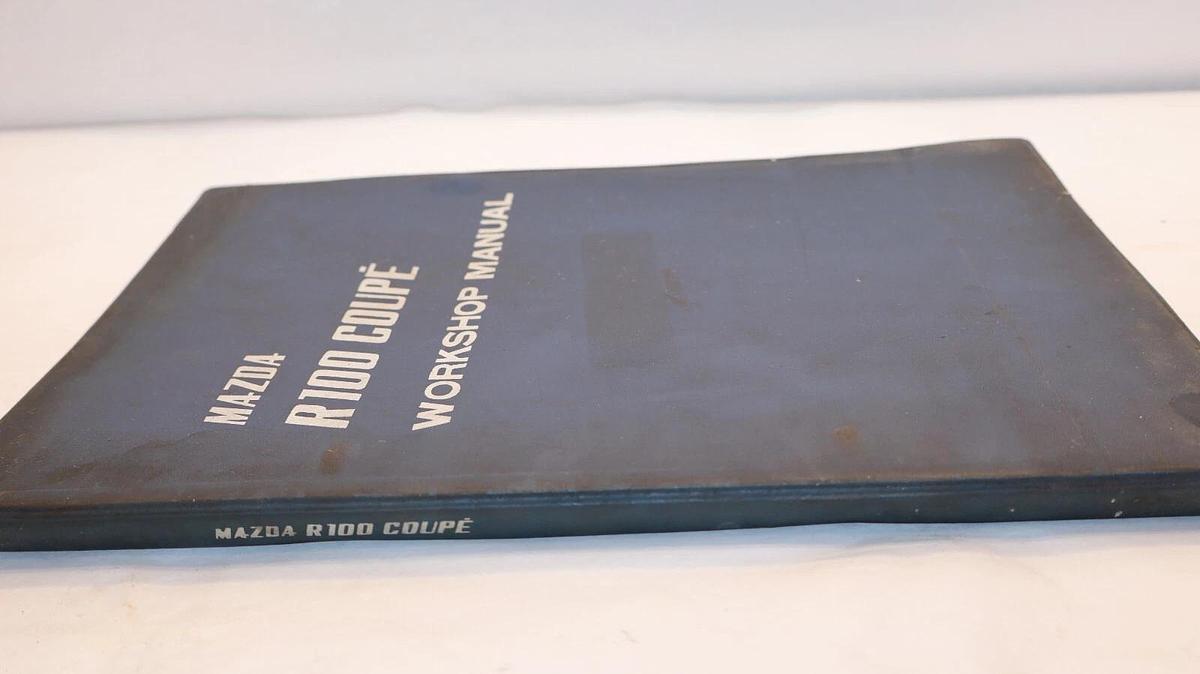 MAZDA
R100 COUPÉ
WORKSHOP MANUAL
MAZDA R100 COUPÉ